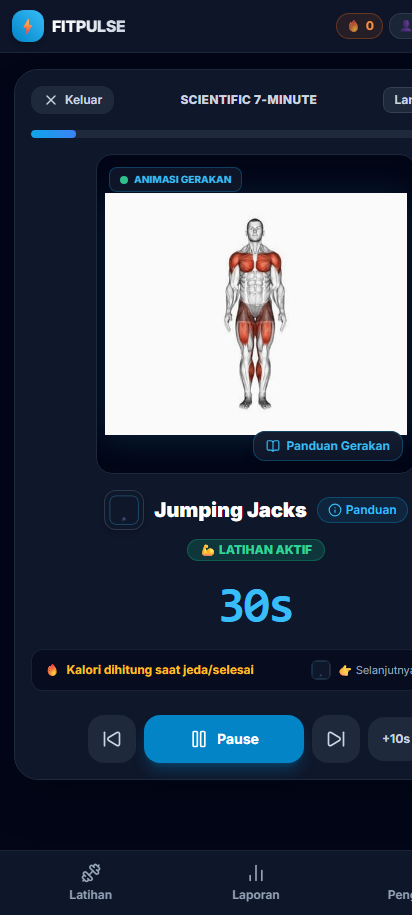 FITPULSE
0
Keluar
SCIENTIFIC 7-MINUTE
ANIMASI GERAKAN
Panduan Gerakan
Jumping Jacks
Panduan
💪 LATIHAN AKTIF
30s
🔥 Kalori dihitung saat jeda/selesai
👉 Selanjutnya
Pause
+10s
Latihan
Laporan